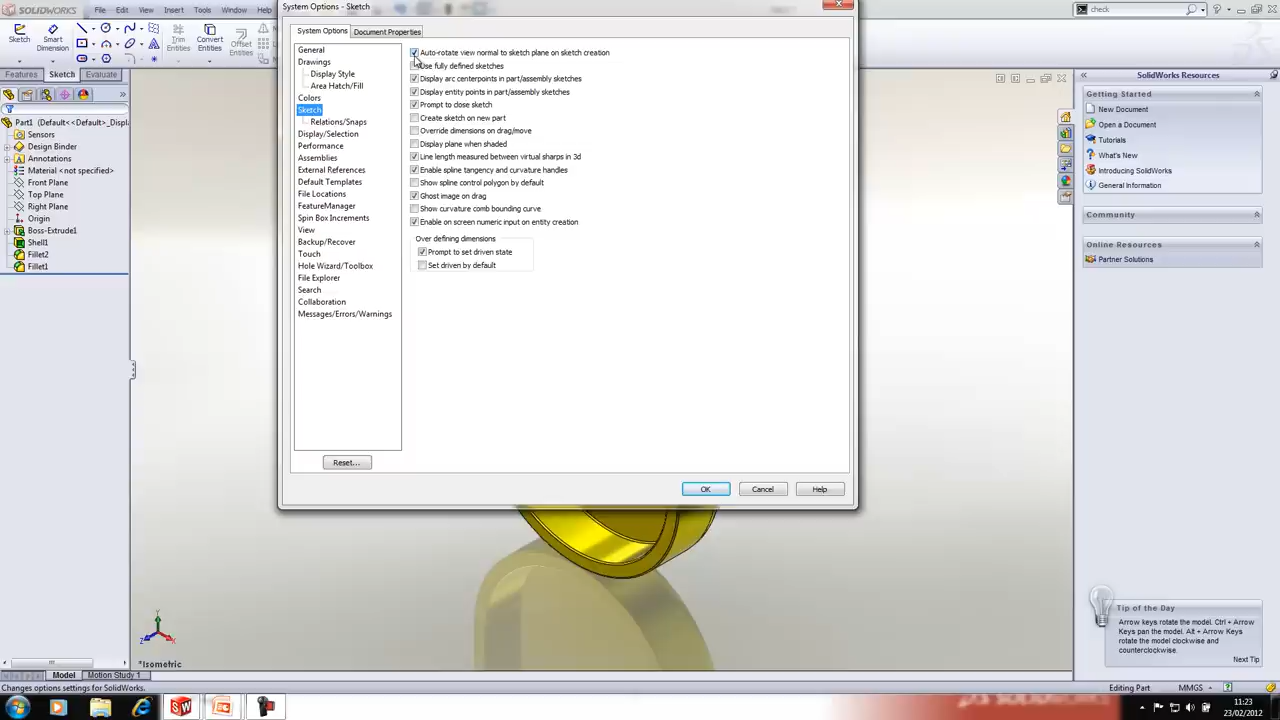 System Options - Sketch
SOLIDWORKS
File
Edit
View
Insert
Tools
Window
Help
check
Sketch
Smart Dimension
Trim Entities
Convert Entities
Offset Entities
Features
Sketch
Evaluate
System Options
Document Properties
Part1 (Default<<Default>_Displa
Sensors
Design Binder
Annotations
Material <not specified>
Front Plane
Top Plane
Right Plane
Origin
Boss-Extrude1
Shell1
Fillet2
Fillet1
General
Drawings
Display Style
Area Hatch/Fill
Colors
Sketch
Relations/Snaps
Display/Selection
Performance
Assemblies
External References
Default Templates
File Locations
FeatureManager
Spin Box Increments
View
Backup/Recover
Touch
Hole Wizard/Toolbox
File Explorer
Search
Collaboration
Messages/Errors/Warnings
Reset...
Auto-rotate view normal to sketch plane on sketch creation
Use fully defined sketches
Display arc centerpoints in part/assembly sketches
Display entity points in part/assembly sketches
Prompt to close sketch
Create sketch on new part
Override dimensions on drag/move
Display plane when shaded
Line length measured between virtual sharps in 3d
Enable spline tangency and curvature handles
Show spline control polygon by default
Ghost image on drag
Show curvature comb bounding curve
Enable on screen numeric input on entity creation
Over defining dimensions
Prompt to set driven state
Set driven by default
OK
Cancel
Help
SolidWorks Resources
Getting Started
New Document
Open a Document
Tutorials
What's New
Introducing SolidWorks
General Information
Community
Online Resources
Partner Solutions
Tip of the Day
Arrow keys rotate the model. Ctrl + Arrow
Keys pan the model. Alt + Arrow Keys
rotate the model clockwise and
counterclockwise.
Next Tip
Y
Z
X
*Isometric
Model
Motion Study 1
Changes options settings for SolidWorks.
Editing Part
MMGS
11:23
23/02/2012